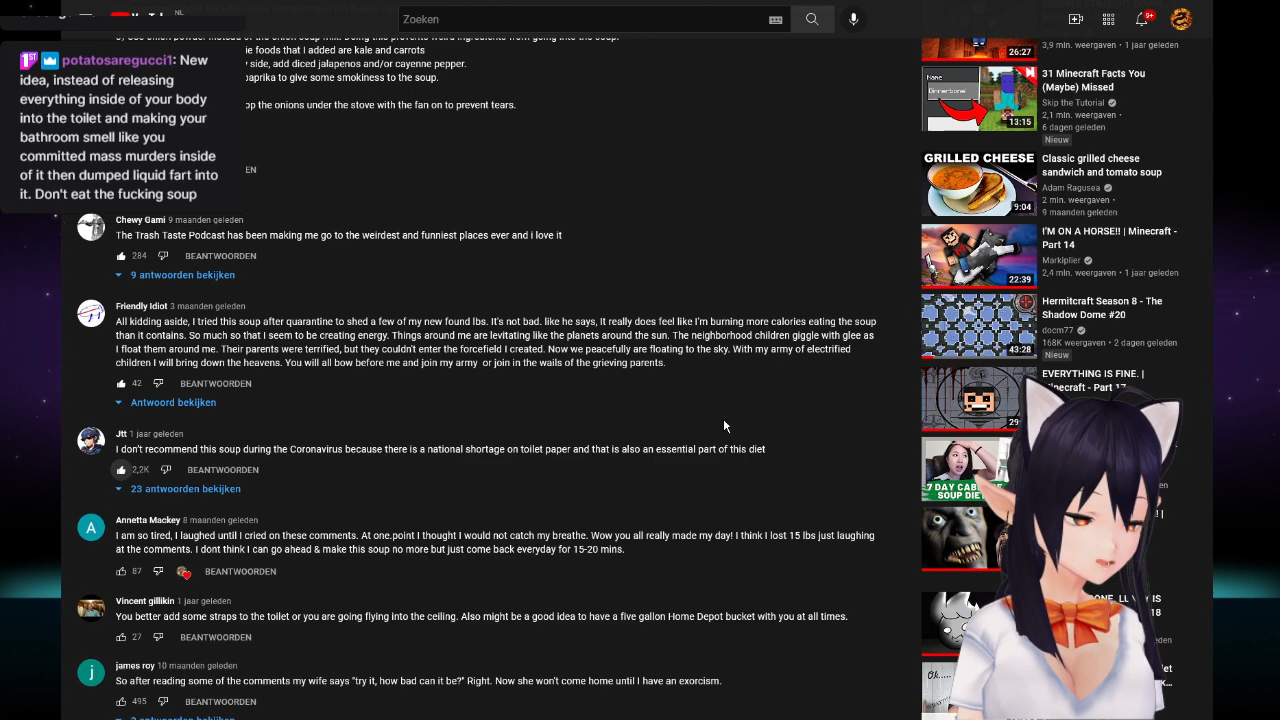 NL
Zoeken
9+
potatosaregucci1: New
idea, instead of releasing
everything inside of your body
into the toilet and making your
bathroom smell like you
committed mass murders inside
of it then dumped liquid fart into
it. Don't eat the fucking soup
ie foods that I added are kale and carrots
y side, add diced jalapenos and/or cayenne pepper.
paprika to give some smokiness to the soup.
op the onions under the stove with the fan on to prevent tears.
EN
Chewy Gami 9 maanden geleden
The Trash Taste Podcast has been making me go to the weirdest and funniest places ever and i love it
284 BEANTWOORDEN
9 antwoorden bekijken
Friendly Idiot 3 maanden geleden
All kidding aside, I tried this soup after quarantine to shed a few of my new found lbs. It's not bad. like he says, It really does feel like I'm burning more calories eating the soup
than it contains. So much so that I seem to be creating energy. Things around me are levitating like the planets around the sun. The neighborhood children giggle with glee as
I float them around me. Their parents were terrified, but they couldn't enter the forcefield I created. Now we peacefully are floating to the sky. With my army of electrified
children I will bring down the heavens. You will all bow before me and join my army or join in the wails of the grieving parents.
42 BEANTWOORDEN
Antwoord bekijken
Jtt 1 jaar geleden
I don't recommend this soup during the Coronavirus because there is a national shortage on toilet paper and that is also an essential part of this diet
2,2K BEANTWOORDEN
23 antwoorden bekijken
A
Annetta Mackey 8 maanden geleden
I am so tired, I laughed until I cried on these comments. At one.point I thought I would not catch my breathe. Wow you all really made my day! I think I lost 15 lbs just laughing
at the comments. I dont think I can go ahead & make this soup no more but just come back everyday for 15-20 mins.
87 BEANTWOORDEN
Vincent gillikin 1 jaar geleden
You better add some straps to the toilet or you are going flying into the ceiling. Also might be a good idea to have a five gallon Home Depot bucket with you at all times.
27 BEANTWOORDEN
j
james roy 10 maanden geleden
So after reading some of the comments my wife says "try it, how bad can it be?" Right. Now she won't come home until I have an exorcism.
495 BEANTWOORDEN
26:27
3,9 mln. weergaven • 1 jaar geleden
Name
Dinnerbone
13:15
31 Minecraft Facts You
(Maybe) Missed
Skip the Tutorial
2,1 mln. weergaven •
6 dagen geleden
Nieuw
GRILLED CHEESE
9:04
Classic grilled cheese
sandwich and tomato soup
Adam Ragusea
2 mln. weergaven •
9 maanden geleden
22:39
I'M ON A HORSE!! | Minecraft -
Part 14
Markiplier
2,4 mln. weergaven • 1 jaar geleden
43:28
Hermitcraft Season 8 - The
Shadow Dome #20
docm77
168K weergaven • 2 dagen geleden
Nieuw
29
EVERYTHING IS FINE. |
Minecraft - Part 17
7 DAY CABBAGE
SOUP DIET